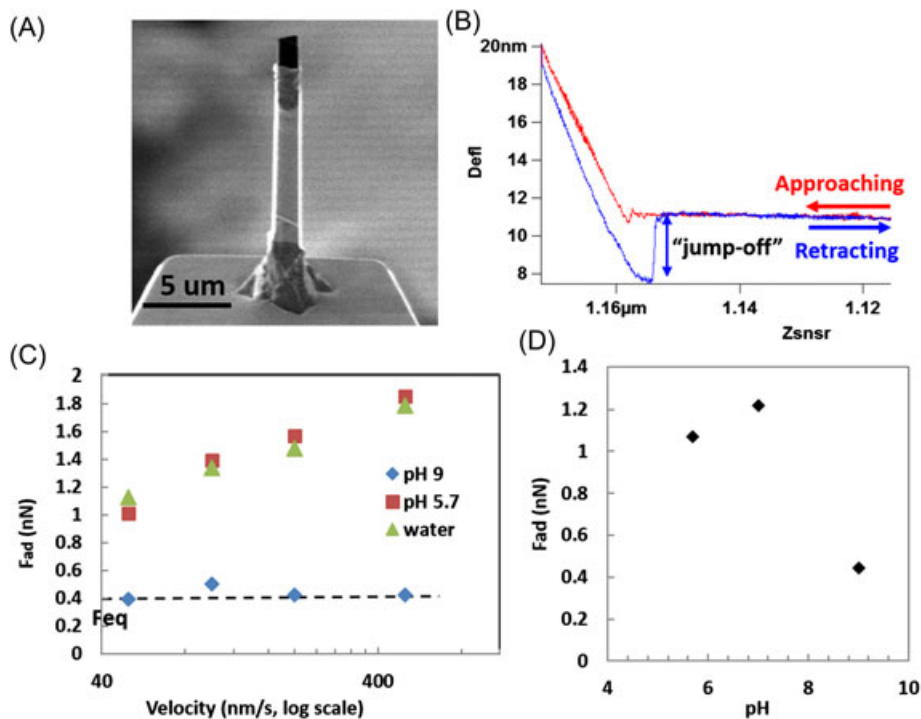 (A)
5 um
(B)
20nm
18
16
14
12
10
8
Defl
Approaching
Retracting
"jump-off"
1.16µm
1.14
1.12
Zsnsr
(C)
2
1.8
1.6
1.4
1.2
1
0.8
0.6
0.4
0.2
0
Fad (nN)
Feq
pH 9
pH 5.7
water
40
400
Velocity (nm/s, log scale)
(D)
1.4
1.2
1
0.8
0.6
0.4
0.2
0
Fad (nN)
4
6
8
10
pH